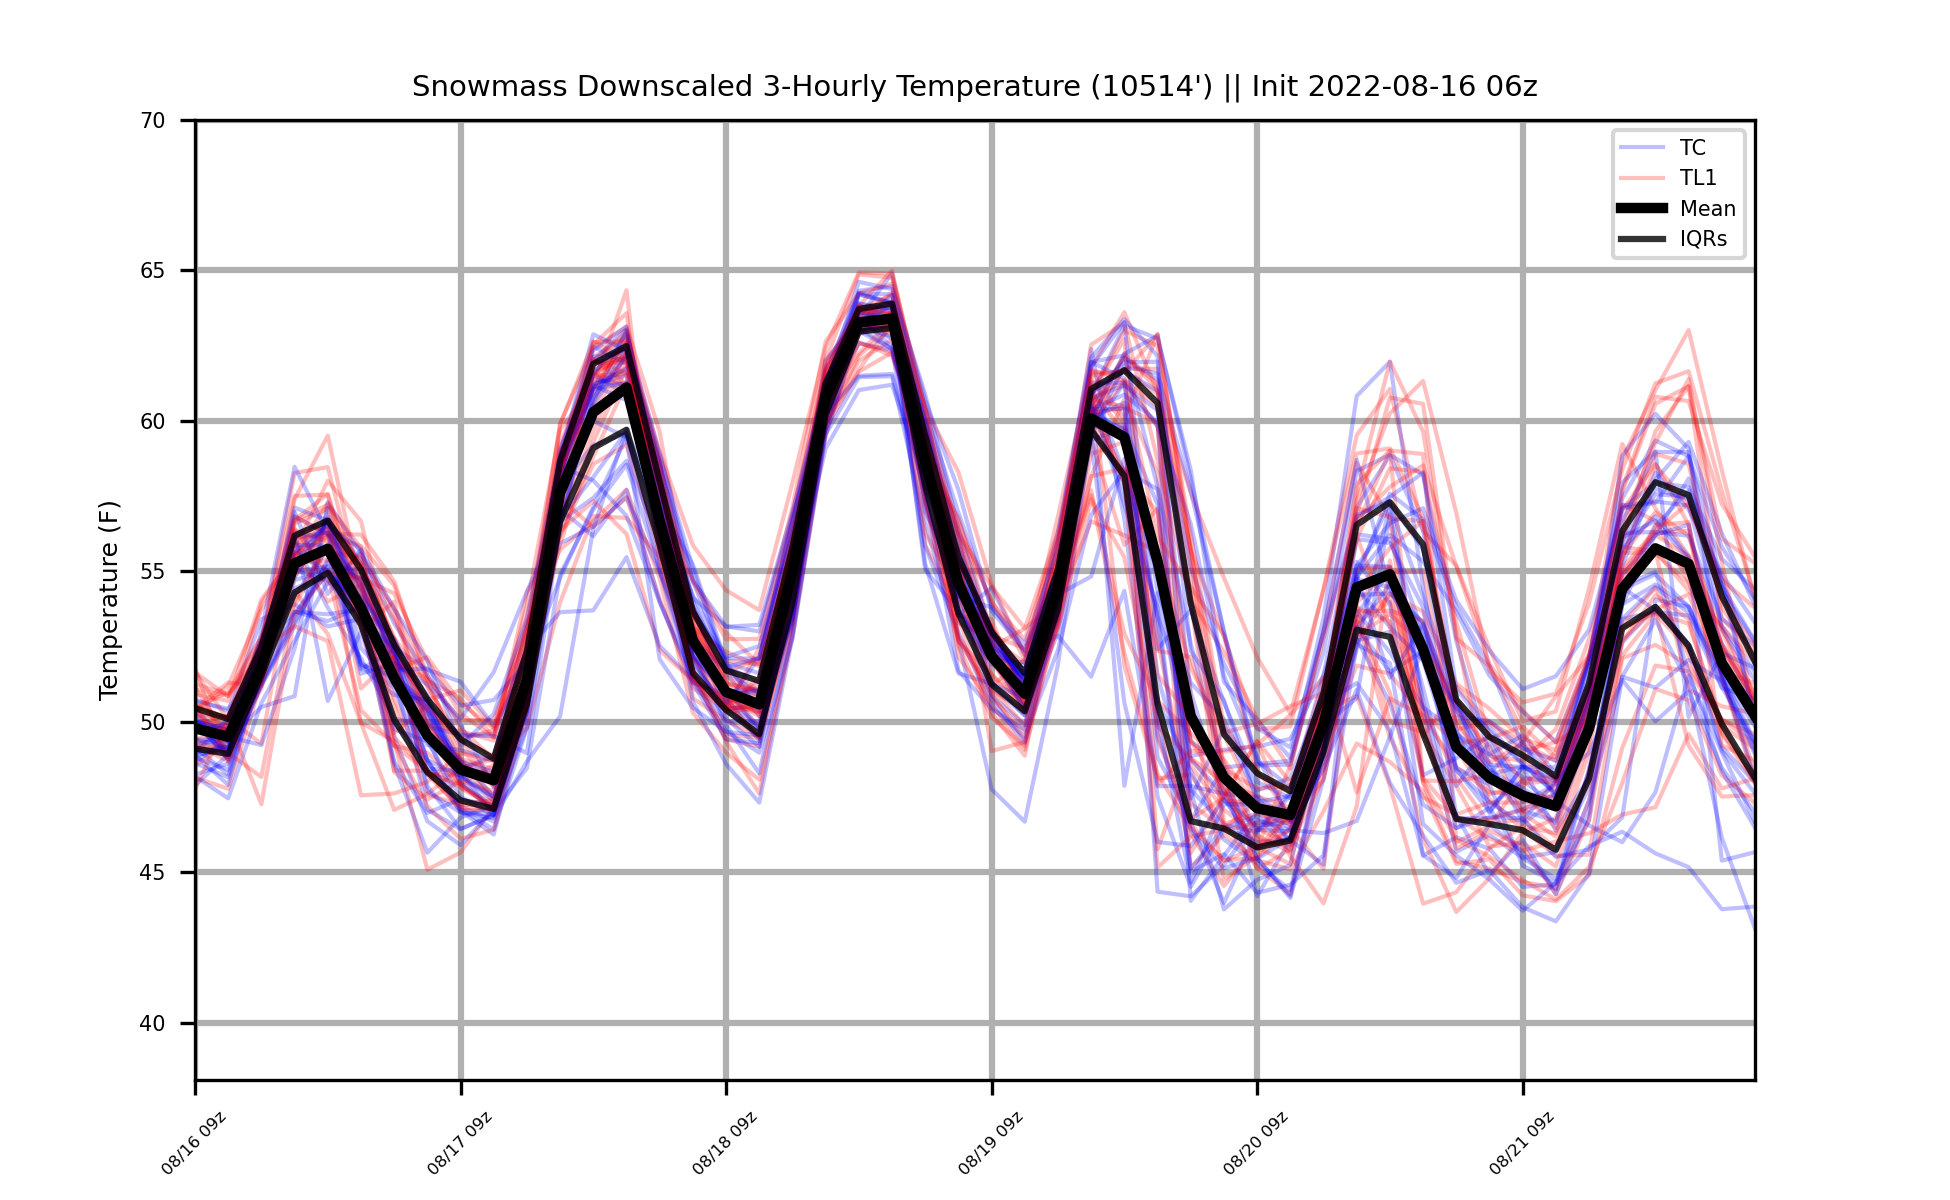 Snowmass Downscaled 3-Hourly Temperature (10514') || Init 2022-08-16 06z
TC
TL1
Mean
IQRs
Temperature (F)
70
65
60
55
50
45
40
08/16 09z
08/17 09z
08/18 09z
08/19 09z
08/20 09z
08/21 09z